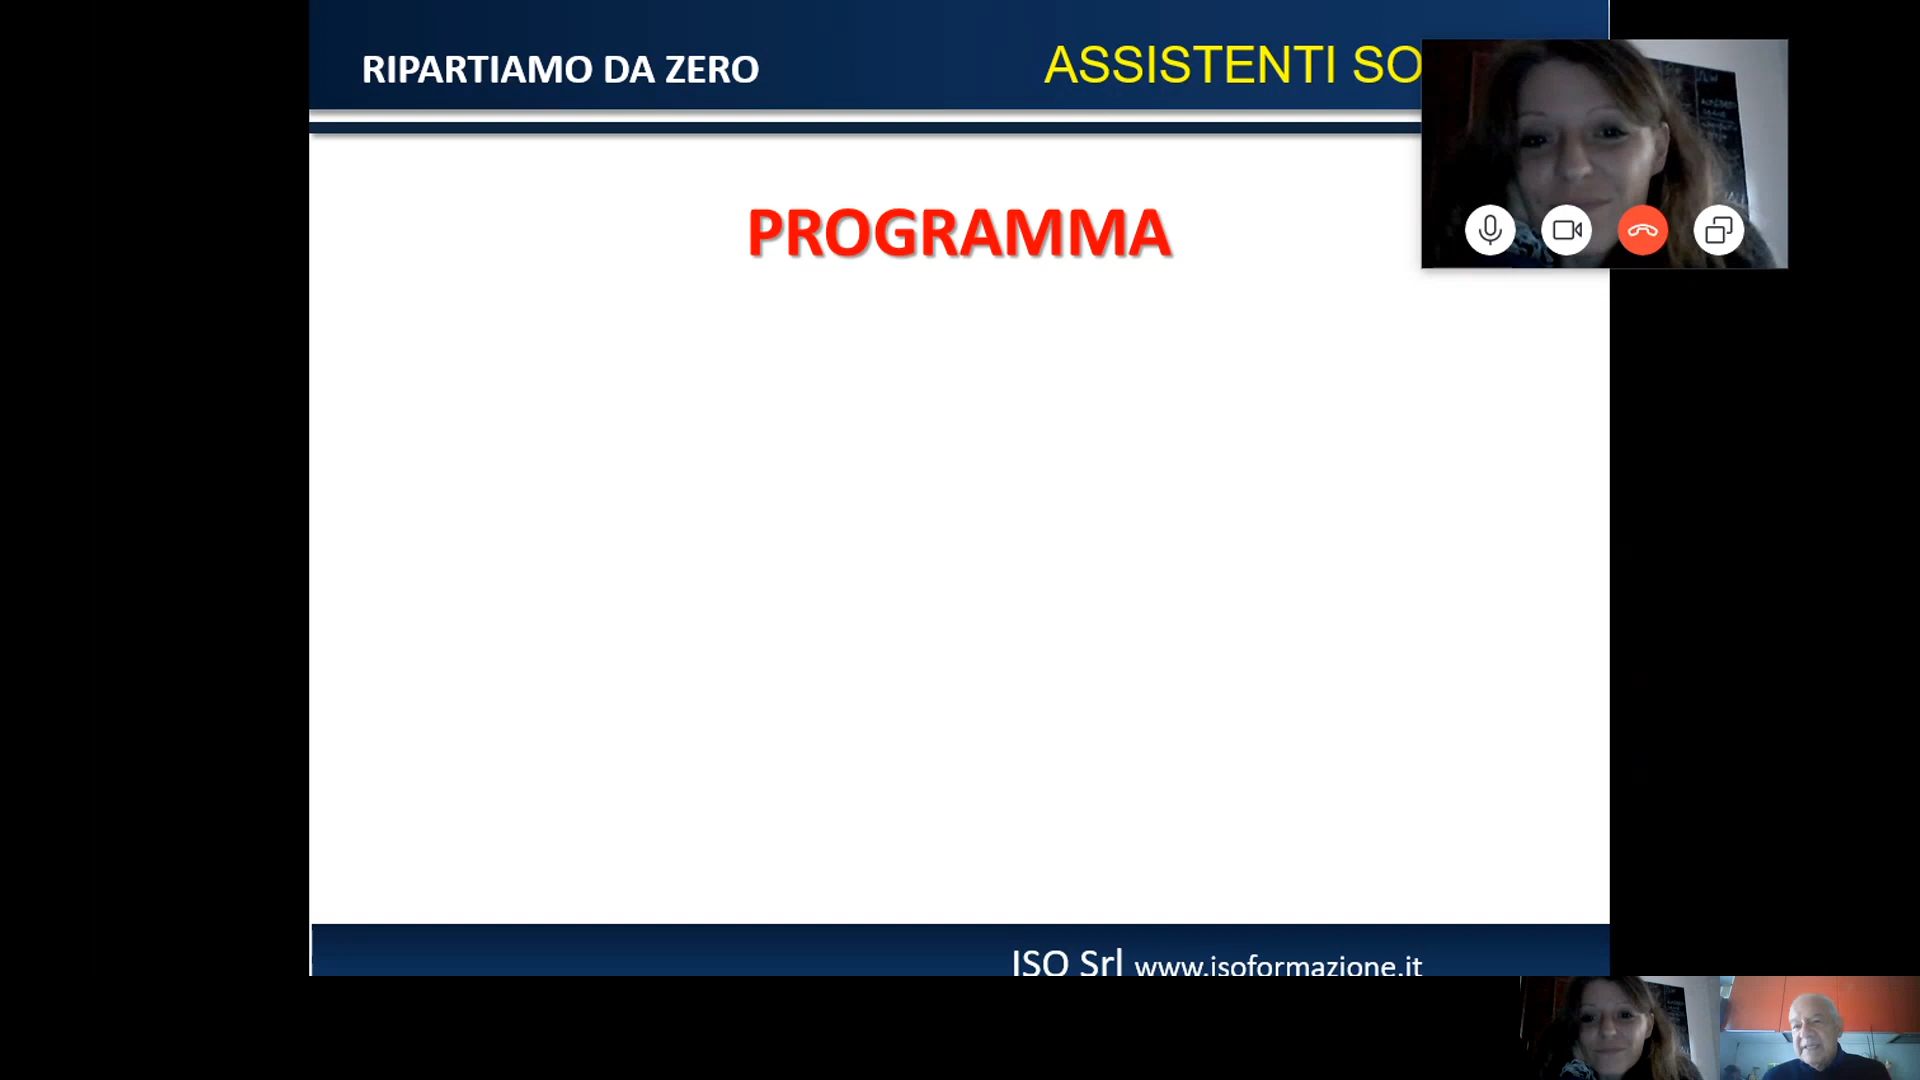 RIPARTIAMO DA ZERO
ASSISTENTI SO
PROGRAMMA
ISO Srl www.isoformazione.it